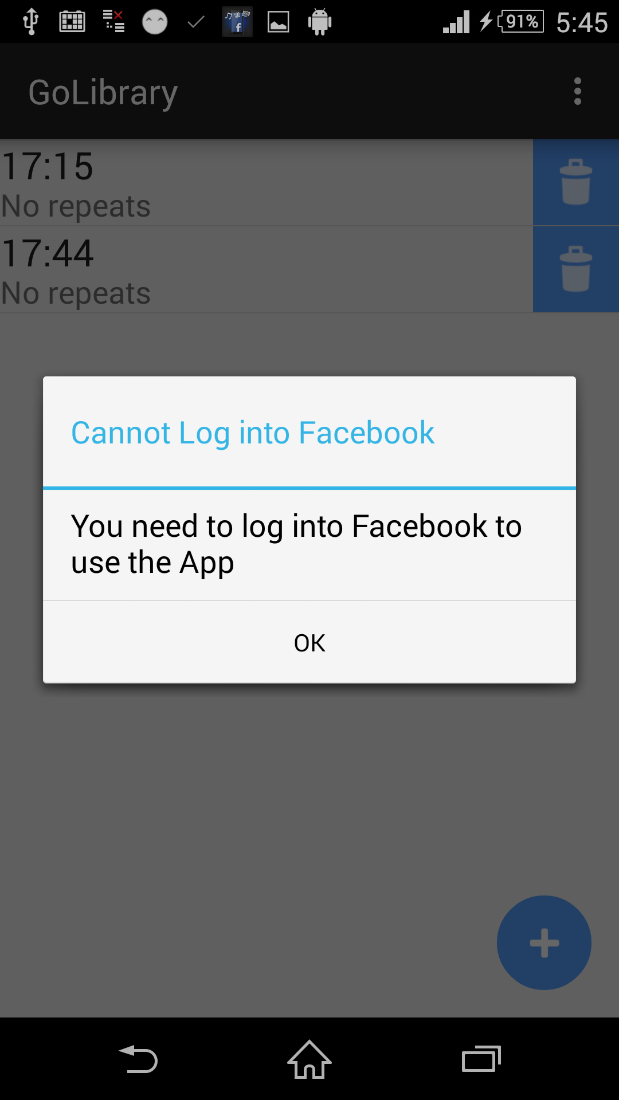 91%
5:45
GoLibrary
17:15
No repeats
17:44
No repeats
Cannot Log into Facebook
You need to log into Facebook to
use the App
OK